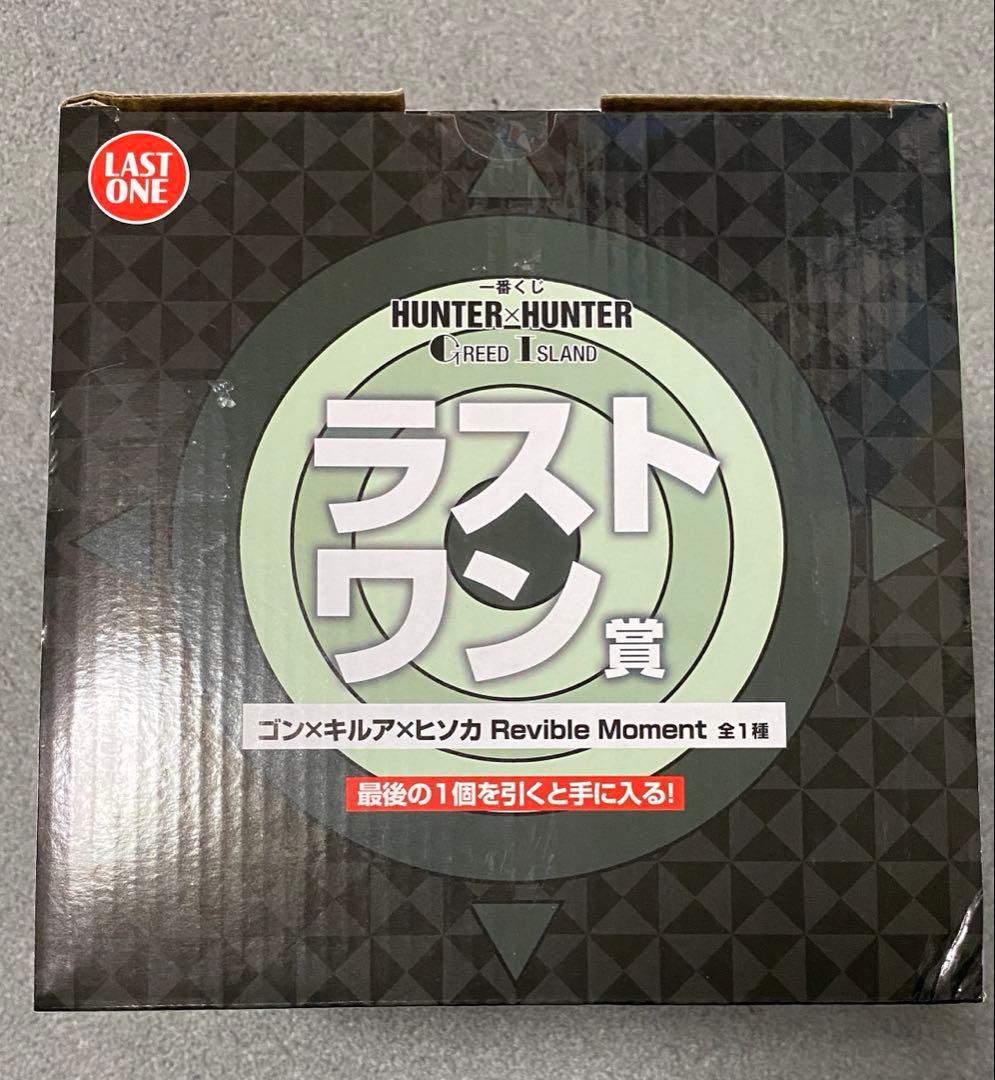 LAST
ONE
一番くじ
HUNTER×HUNTER
GREED ISLAND
ラスト
ワン賞
ゴン×キルア×ヒソカ Revible Moment 全1種
最後の1個を引くと手に入る!